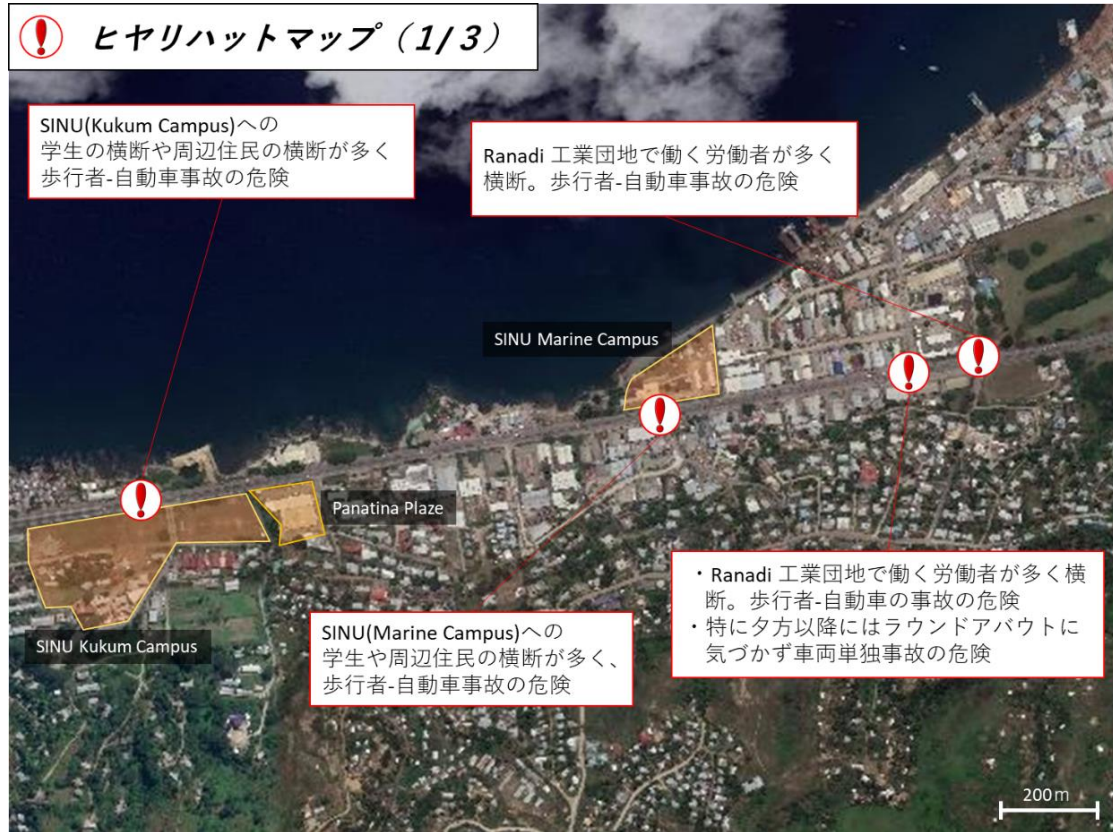 ヒヤリハットマップ（1/3）
SINU(Kukum Campus)への
学生の横断や周辺住民の横断が多く
歩行者-自動車事故の危険
Ranadi 工業団地で働く労働者が多く
横断。歩行者-自動車事故の危険
SINU Marine Campus
Panatina Plaze
SINU Kukum Campus
SINU(Marine Campus)への
学生や周辺住民の横断が多く、
歩行者-自動車事故の危険
・Ranadi 工業団地で働く労働者が多く横
断。歩行者-自動車の事故の危険
・特に夕方以降にはラウンドアバウトに
気づかず車両単独事故の危険
200m